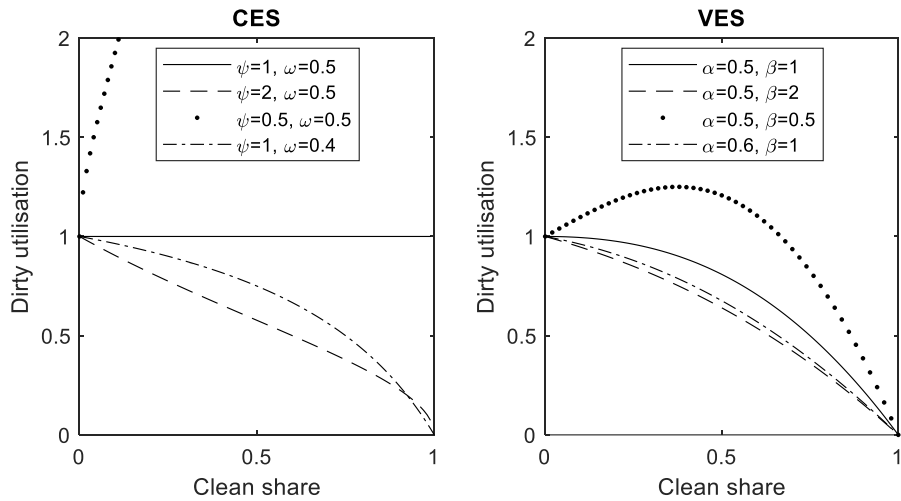 CES
2
1.5
1
0.5
0
Dirty utilisation
ψ=1, ω=0.5
ψ=2, ω=0.5
ψ=0.5, ω=0.5
ψ=1, ω=0.4
0
0.5
1
Clean share
VES
2
1.5
1
0.5
0
Dirty utilisation
α=0.5, β=1
α=0.5, β=2
α=0.5, β=0.5
α=0.6, β=1
0
0.5
1
Clean share